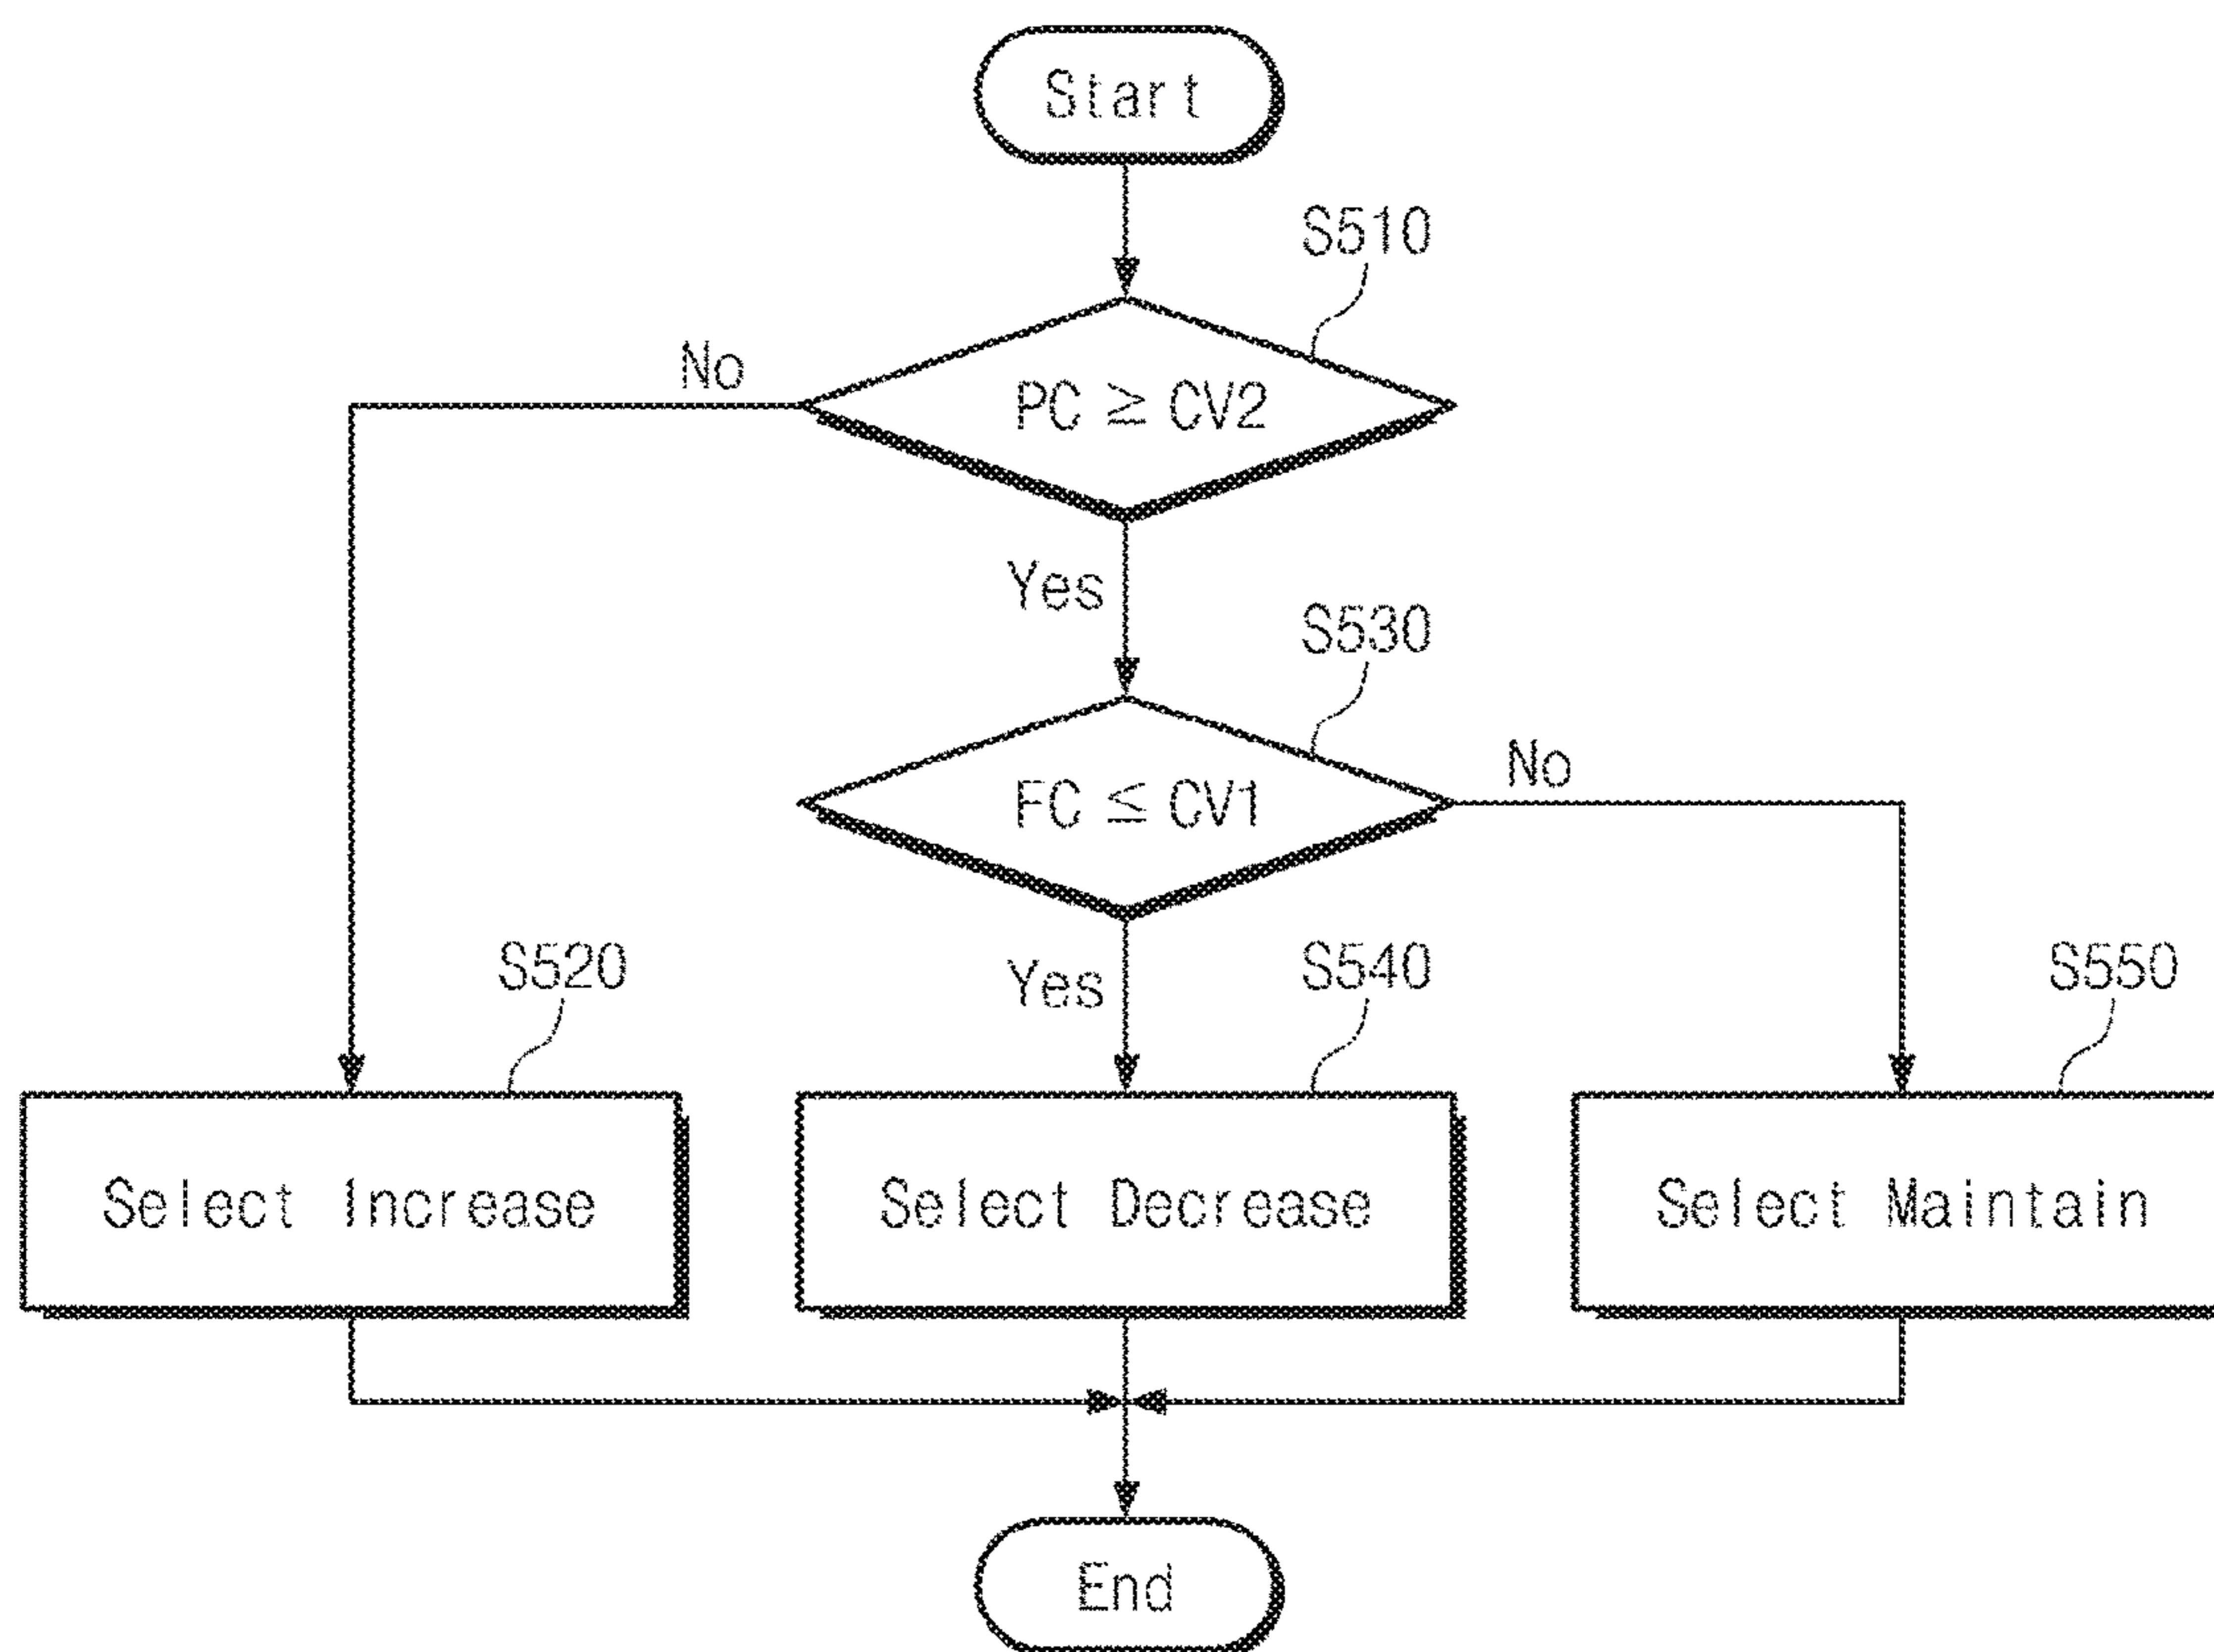 Start
S510
No
PC ≥ CV2
Yes
S530
No
FC ≤ CV1
S520
Yes
S540
S550
Select Increase
Select Decrease
Select Maintain
End